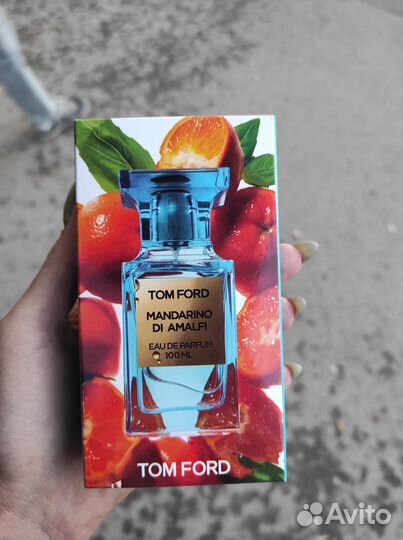 TOM FORD
MANDARINO
DI AMALFI
EAU DE PARFUM
100 ML
TOM FORD
Avito